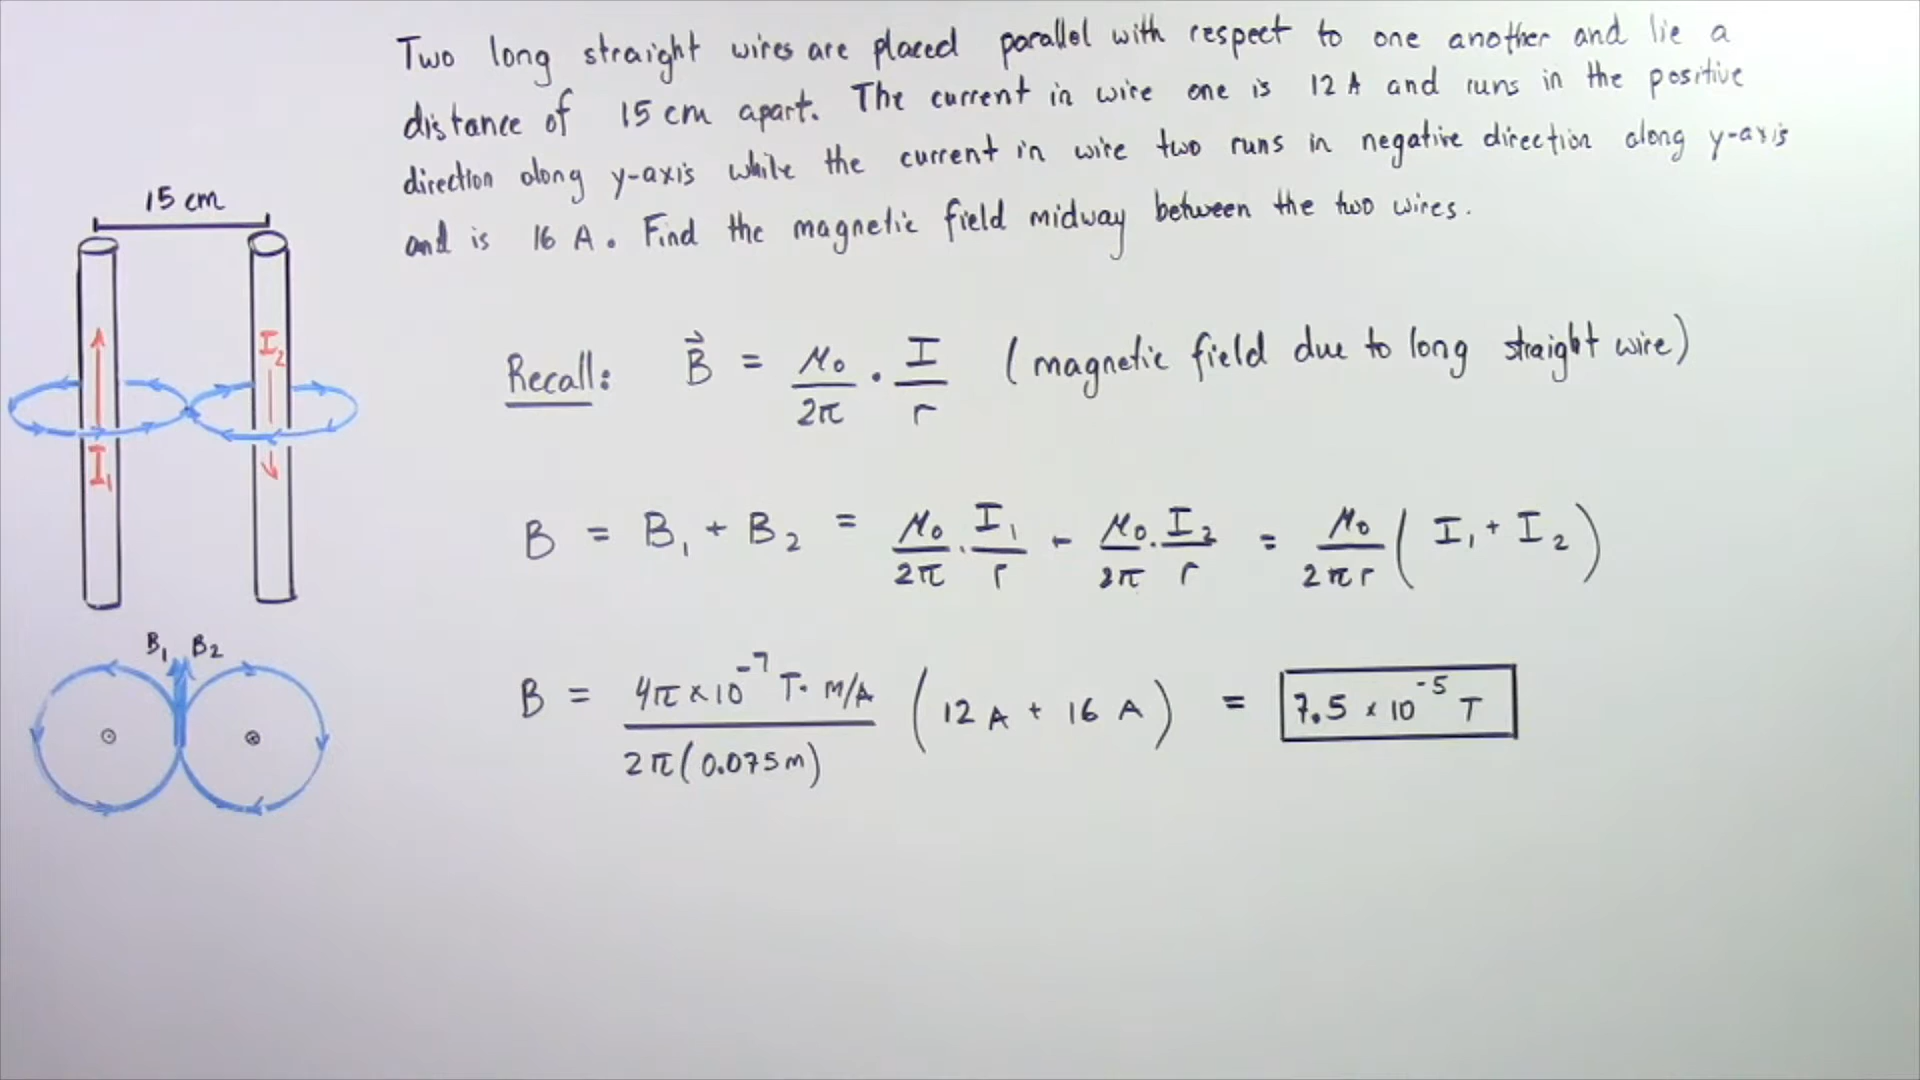 Two long straight wires are placed parallel with respect to one another and lie a
distance of 15 cm apart. The current in wire one is 12 A and runs in the positive
direction along y-axis while the current in wire two runs in negative direction along y-axis
and is 16 A. Find the magnetic field midway between the two wires.
15 cm
I₂
I₁
Recall: B⃗ = μ₀/2π · I/r (magnetic field due to long straight wire)
B = B₁ + B₂ = μ₀/2π · I₁/r - μ₀/2π · I₂/r = μ₀/2πr (I₁ + I₂)
B₁ B₂
B = 4π × 10⁻⁷ T· m/A / 2π(0.075m) (12 A + 16 A) = 7.5 × 10⁻⁵ T